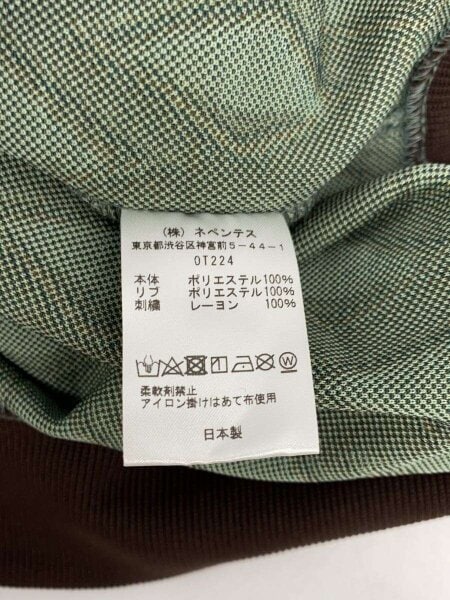 (株) ネペンテス
東京都渋谷区神宮前5-44-1
OT224
本体 ポリエステル100%
リブ ポリエステル100%
刺繍 レーヨン 100%
柔軟剤禁止
アイロン掛けはあて布使用
日本製